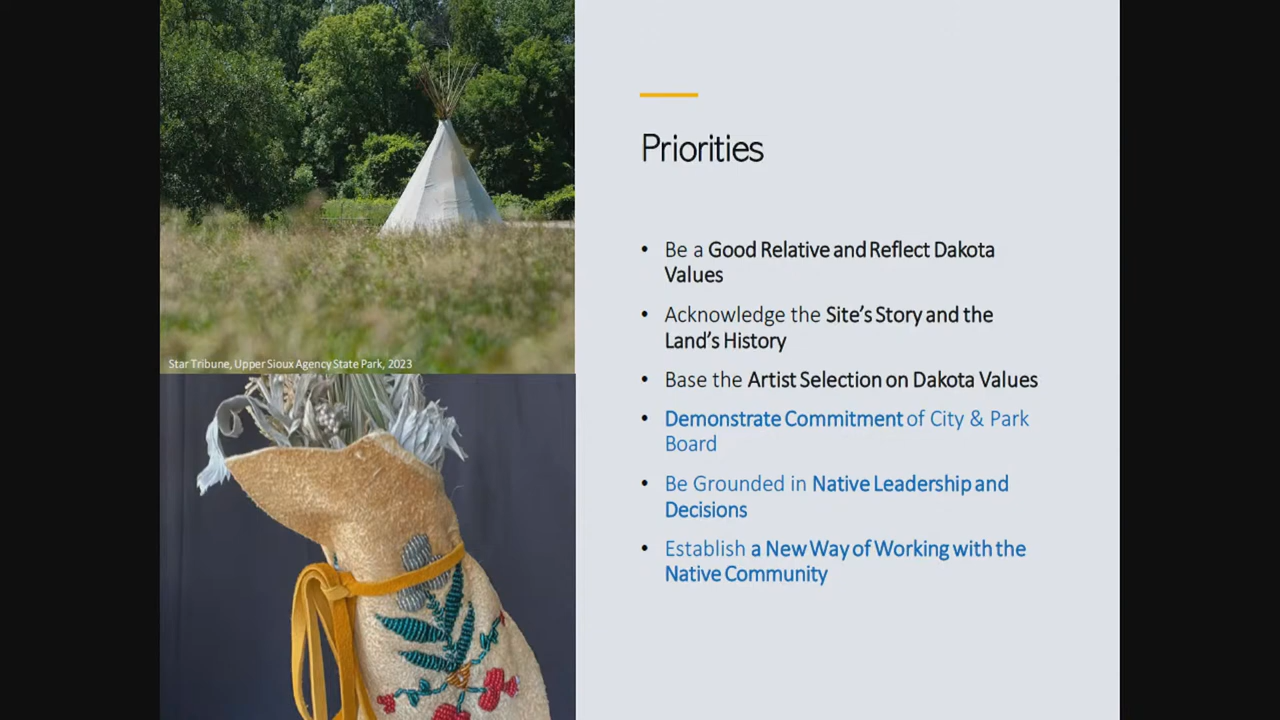 Priorities
• Be a Good Relative and Reflect Dakota
Values
• Acknowledge the Site's Story and the
Land's History
• Base the Artist Selection on Dakota Values
• Demonstrate Commitment of City & Park
Board
• Be Grounded in Native Leadership and
Decisions
• Establish a New Way of Working with the
Native Community
Star Tribune, Upper Sioux Agency State Park, 2023